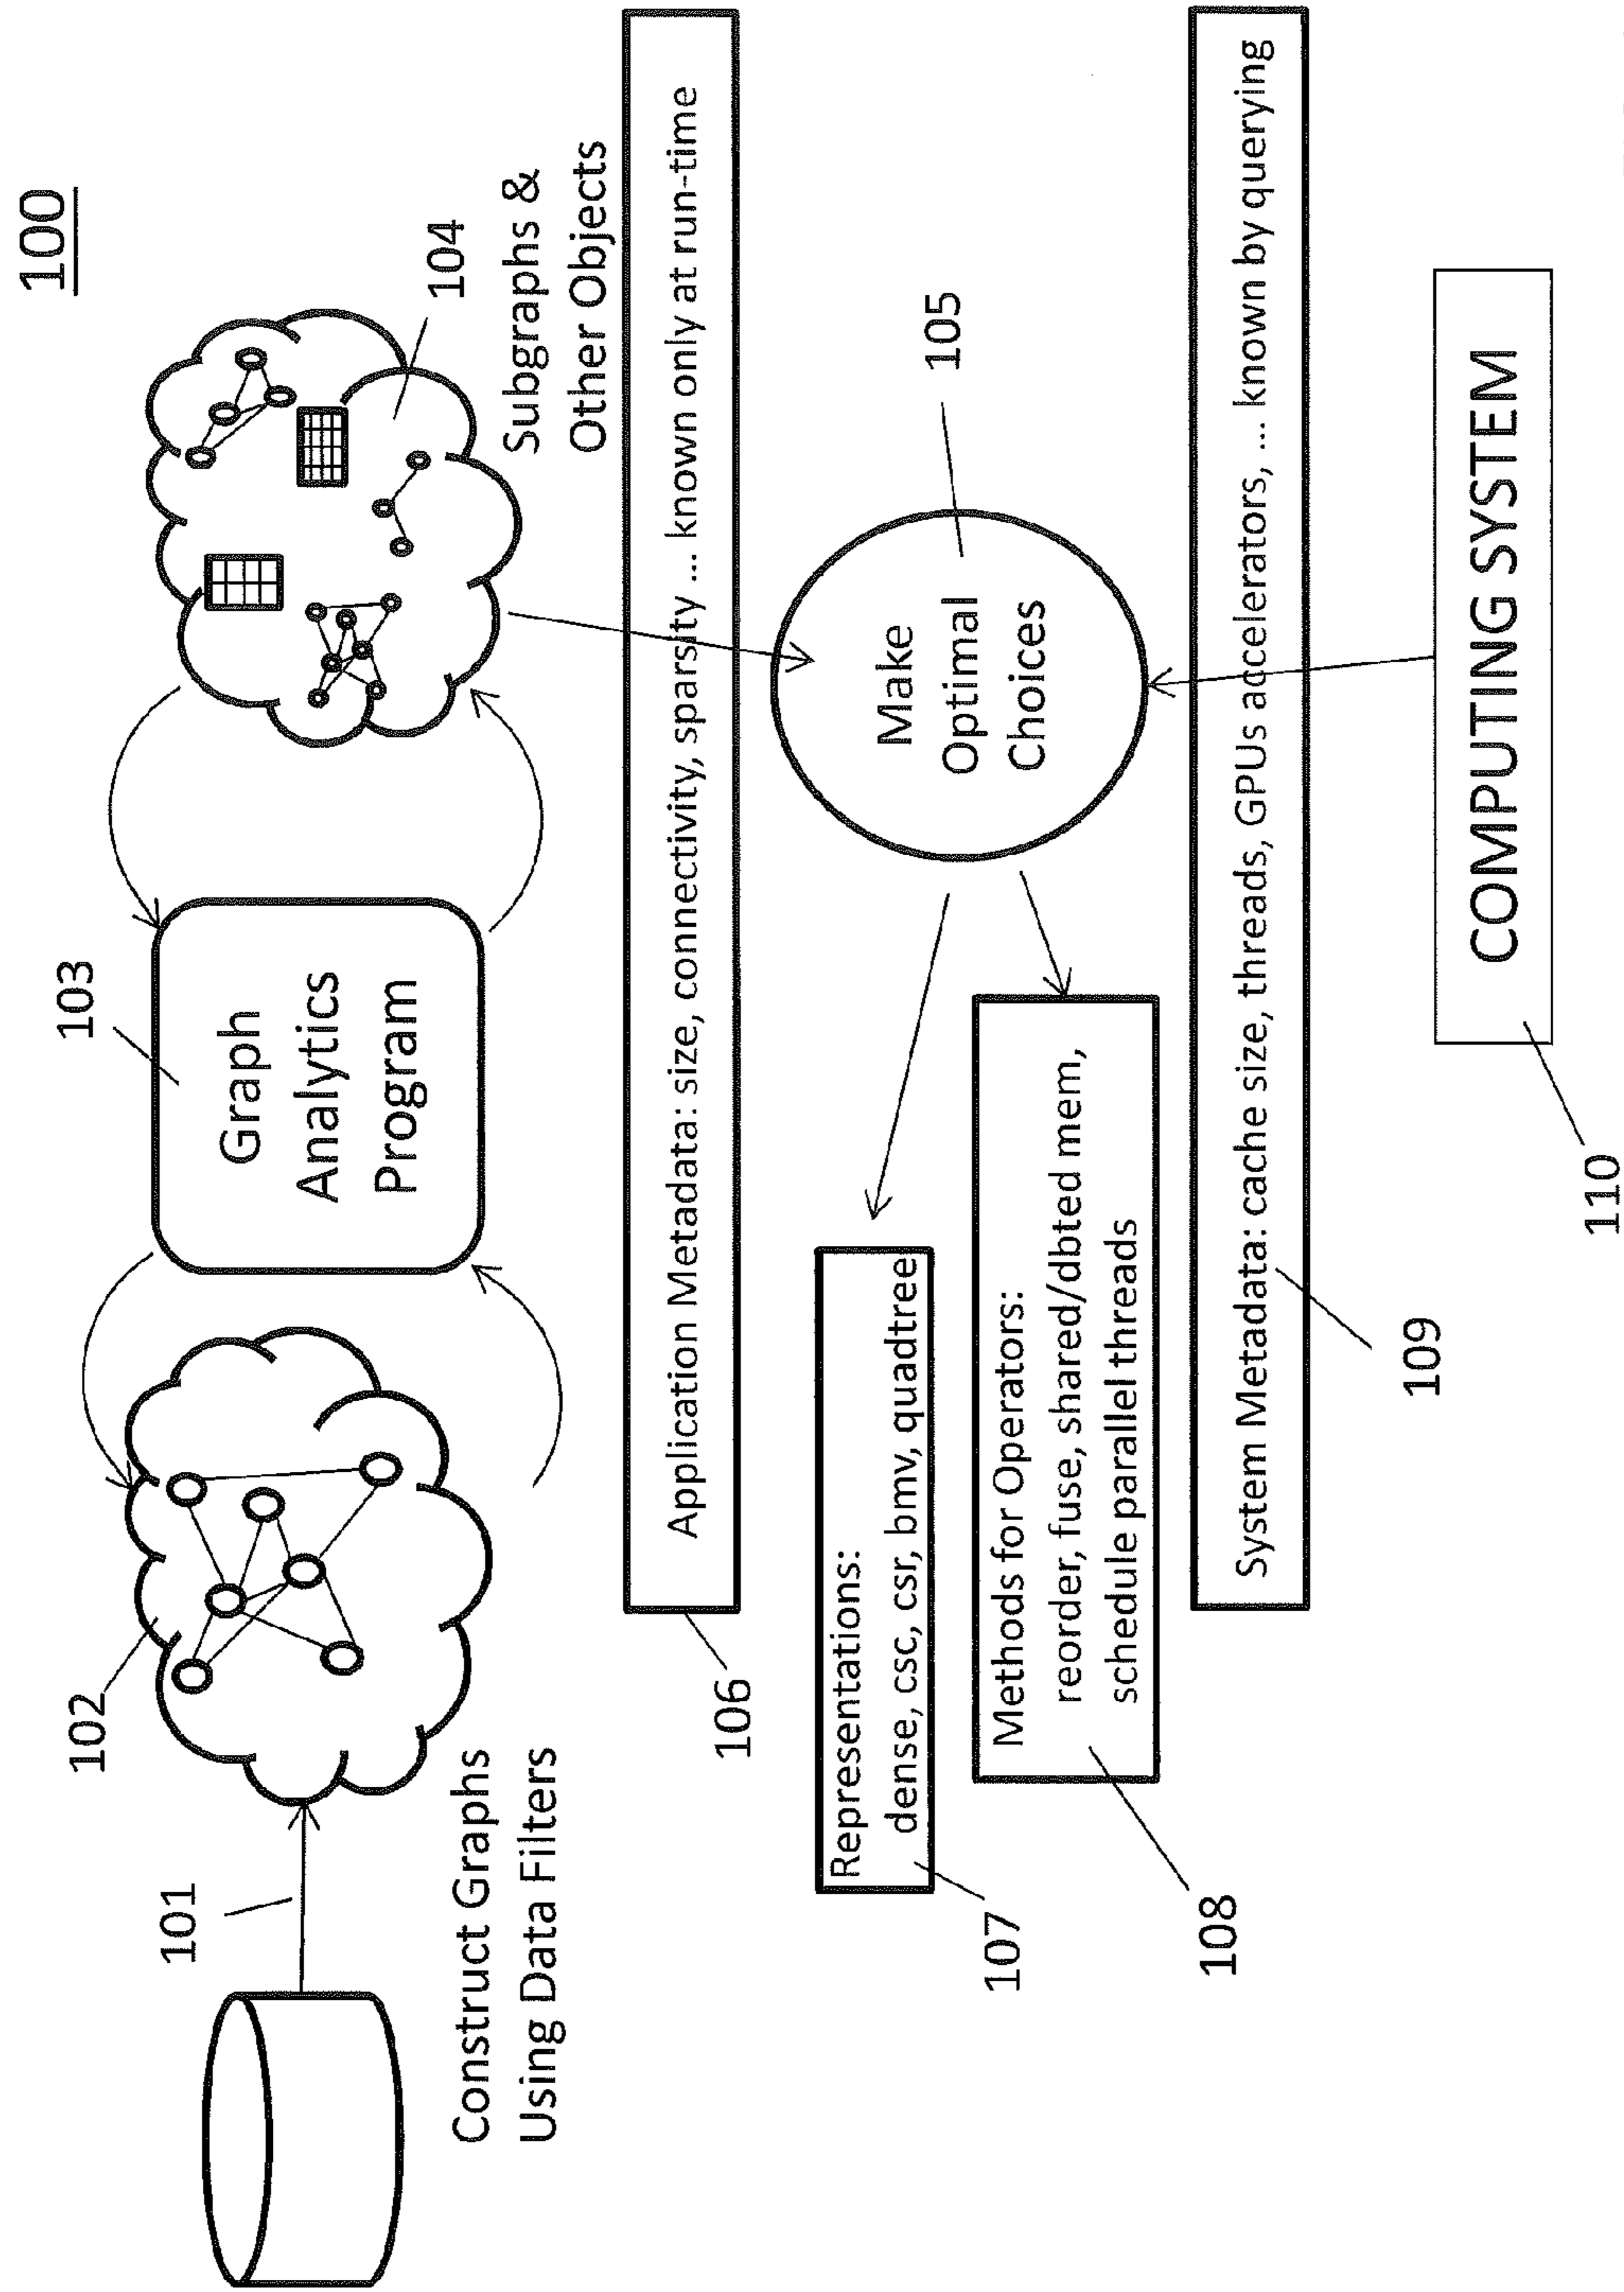 100
101
Construct Graphs
Using Data Filters
102
103
Graph
Analytics
Program
104
Subgraphs &
Other Objects
106
Application Metadata: size, connectivity, sparsity ... known only at run-time
105
Make
Optimal
Choices
Representations:
dense, csc, csr, bmv, quadtree
107
Methods for Operators:
reorder, fuse, shared/dbted mem,
schedule parallel threads
108
System Metadata: cache size, threads, GPUs accelerators, ... known by querying
109
COMPUTING SYSTEM
110